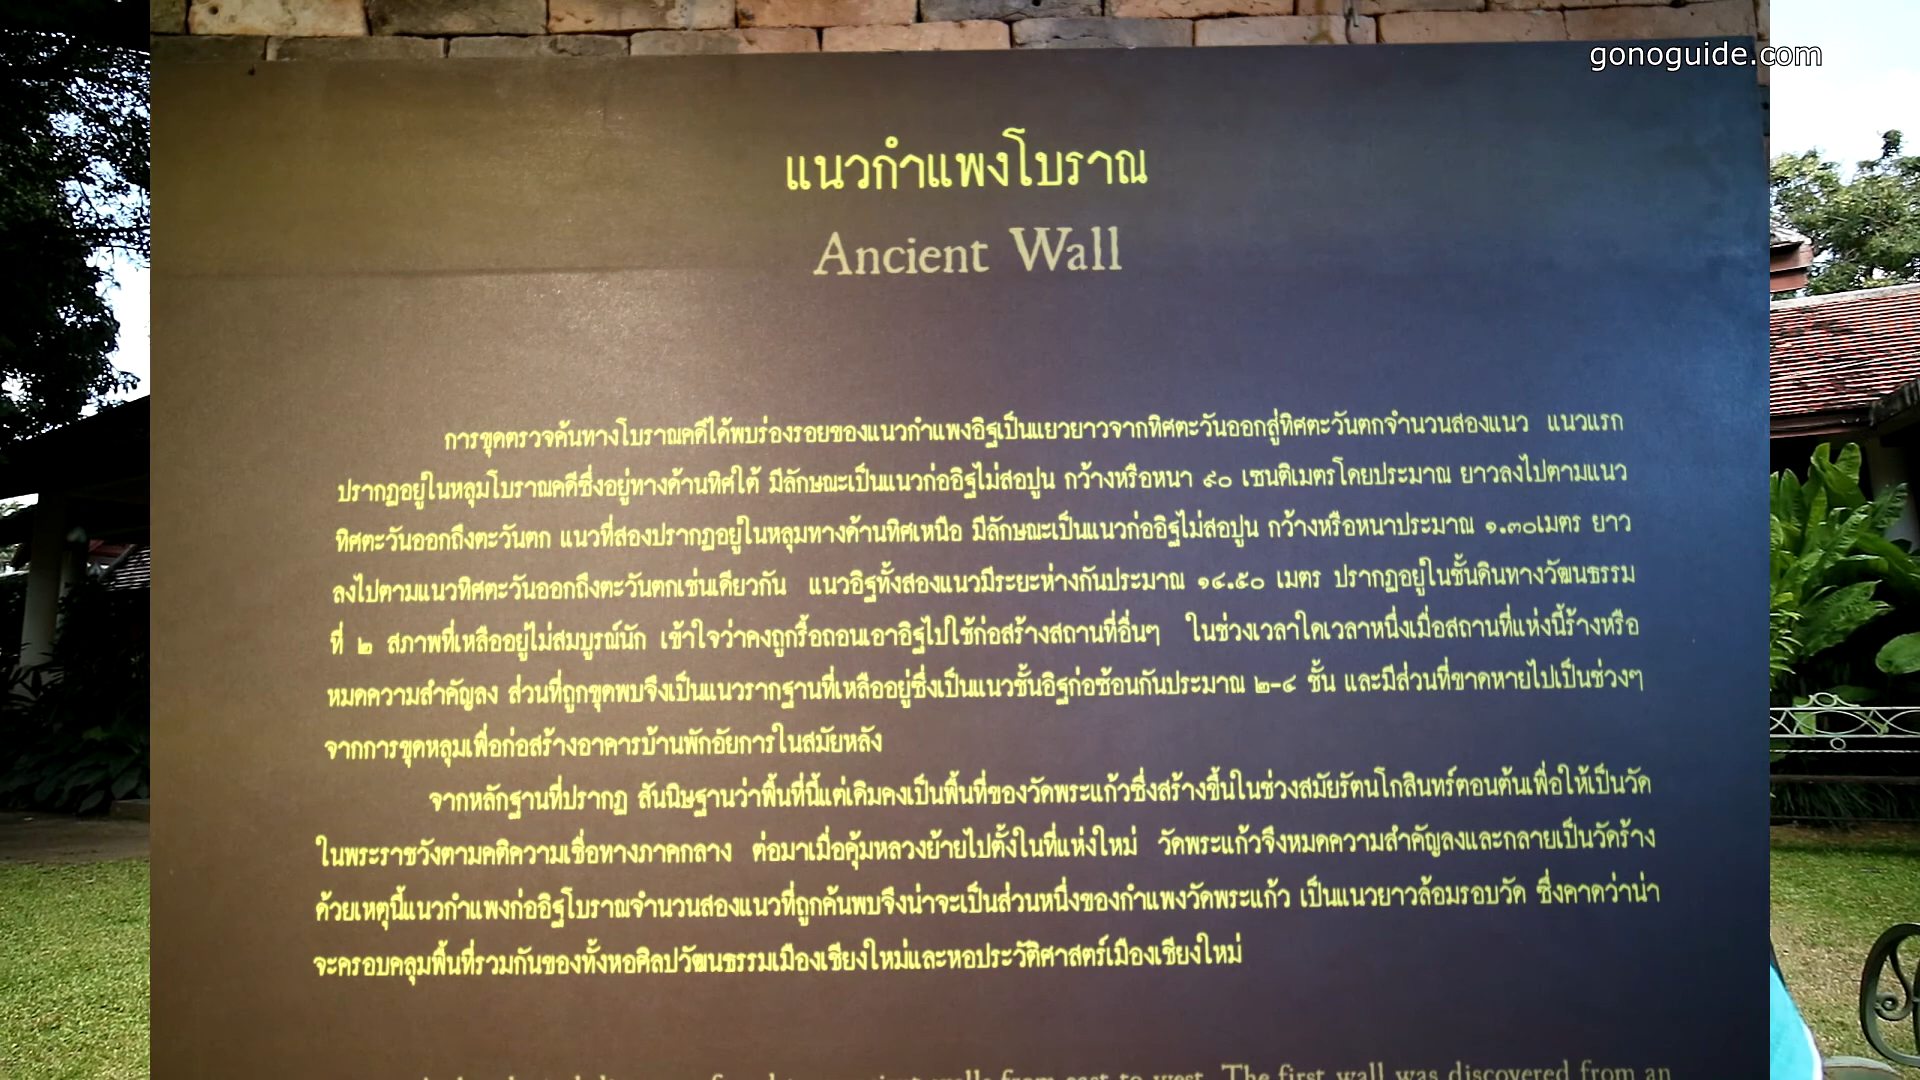 gonoguide.com
แนวกำแพงโบราณ
Ancient Wall
การขุดตรวจค้นทางโบราณคดีได้พบร่องรอยของแนวกำแพงอิฐเป็นแยวยาวจากทิศตะวันออกสู่ทิศตะวันตกจำนวนสองแนว แนวแรก
ปรากฏอยู่ในหลุมโบราณคดีซึ่งอยู่ทางด้านทิศใต้ มีลักษณะเป็นแนวก่ออิฐไม่สอปูน กว้างหรือหนา ๙๐ เซนติเมตรโดยประมาณ ยาวลงไปตามแนว
ทิศตะวันออกถึงตะวันตก แนวที่สองปรากฏอยู่ในหลุมทางด้านทิศเหนือ มีลักษณะเป็นแนวก่ออิฐไม่สอปูน กว้างหรือหนาประมาณ ๑.๓๐เมตร ยาว
ลงไปตามแนวทิศตะวันออกถึงตะวันตกเช่นเดียวกัน แนวอิฐทั้งสองแนวมีระยะห่างกันประมาณ ๑๔.๕๐ เมตร ปรากฏอยู่ในชั้นดินทางวัฒนธรรม
ที่ ๒ สภาพที่เหลืออยู่ไม่สมบูรณ์นัก เข้าใจว่าคงถูกรื้อถอนเอาอิฐไปใช้ก่อสร้างสถานที่อื่นๆ ในช่วงเวลาใดเวลาหนึ่งเมื่อสถานที่แห่งนี้ร้างหรือ
หมดความสำคัญลง ส่วนที่ถูกขุดพบจึงเป็นแนวรากฐานที่เหลืออยู่ซึ่งเป็นแนวชั้นอิฐก่อซ้อนกันประมาณ ๒-๔ ชั้น และมีส่วนที่ขาดหายไปเป็นช่วงๆ
จากการขุดหลุมเพื่อก่อสร้างอาคารบ้านพักอัยการในสมัยหลัง
จากหลักฐานที่ปรากฏ สันนิษฐานว่าพื้นที่นี้แต่เดิมคงเป็นพื้นที่ของวัดพระแก้วซึ่งสร้างขึ้นในช่วงสมัยรัตนโกสินทร์ตอนต้นเพื่อให้เป็นวัด
ในพระราชวังตามคติความเชื่อทางภาคกลาง ต่อมาเมื่อคุ้มหลวงย้ายไปตั้งในที่แห่งใหม่ วัดพระแก้วจึงหมดความสำคัญลงและกลายเป็นวัดร้าง
ด้วยเหตุนี้แนวกำแพงก่ออิฐโบราณจำนวนสองแนวที่ถูกค้นพบจึงน่าจะเป็นส่วนหนึ่งของกำแพงวัดพระแก้ว เป็นแนวยาวล้อมรอบวัด ซึ่งคาดว่าน่า
จะครอบคลุมพื้นที่รวมกันของทั้งหอศิลปวัฒนธรรมเมืองเชียงใหม่และหอประวัติศาสตร์เมืองเชียงใหม่
walls from east to west. The first wall was discovered from an